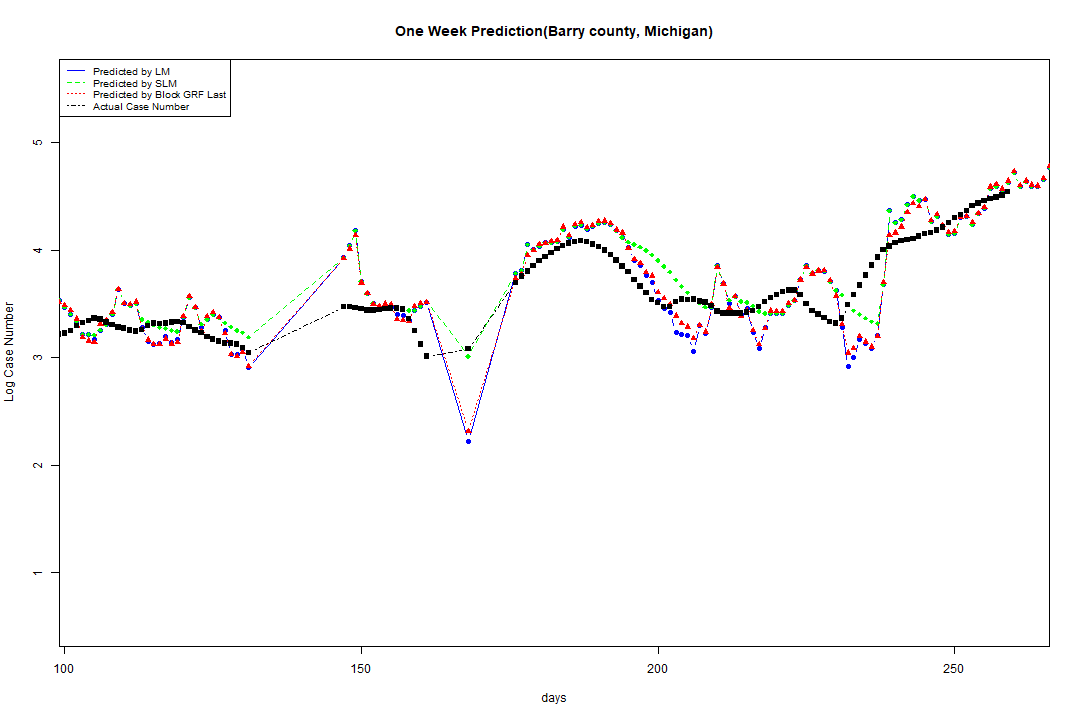 One Week Prediction(Barry county, Michigan)
Predicted by LM
Predicted by SLM
Predicted by Block GRF Last
Actual Case Number
5
4
3
2
1
Log Case Number
100 150 200 250
days